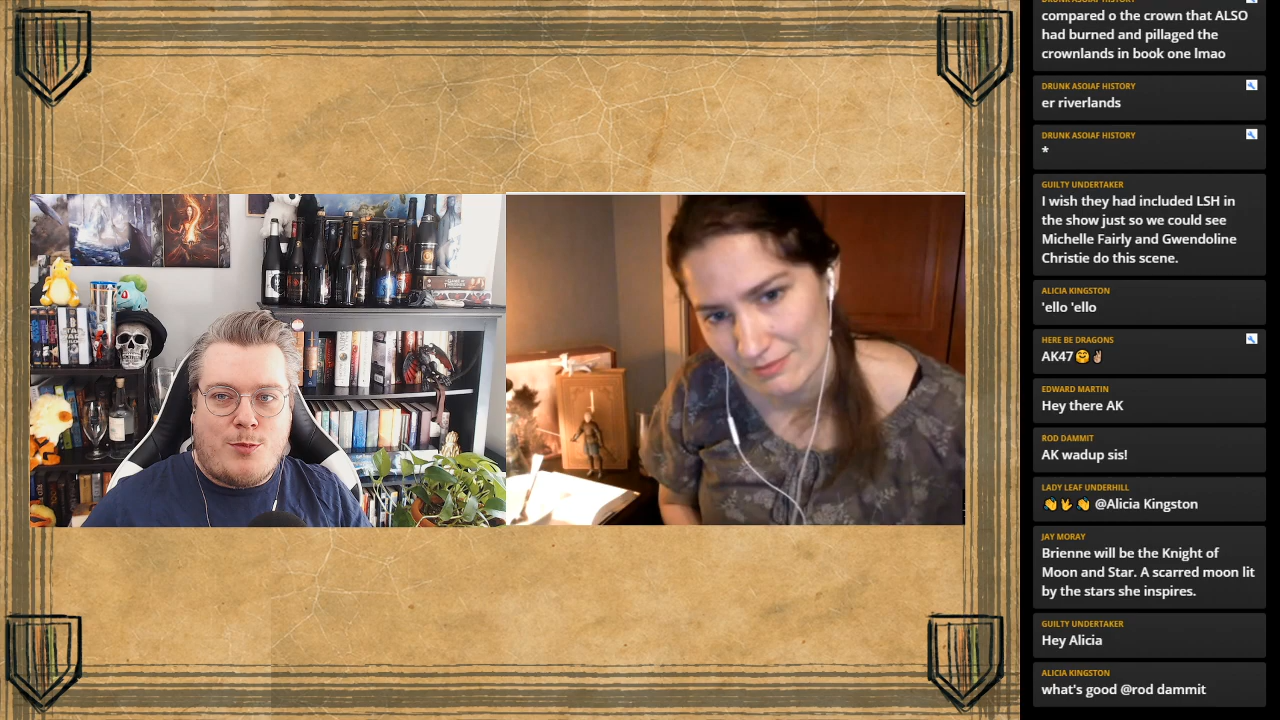 DRUNK ASOIAF HISTORY
compared o the crown that ALSO
had burned and pillaged the
crownlands in book one lmao
DRUNK ASOIAF HISTORY
er riverlands
DRUNK ASOIAF HISTORY
*
GUILTY UNDERTAKER
I wish they had included LSH in
the show just so we could see
Michelle Fairly and Gwendoline
Christie do this scene.
ALICIA KINGSTON
'ello 'ello
HERE BE DRAGONS
AK47🤗✌🏽
EDWARD MARTIN
Hey there AK
ROD DAMMIT
AK wadup sis!
LADY LEAF UNDERHILL
👏 🖖 👏 @Alicia Kingston
JAY MORAY
Brienne will be the Knight of
Moon and Star. A scarred moon lit
by the stars she inspires.
GUILTY UNDERTAKER
Hey Alicia
ALICIA KINGSTON
what's good @rod dammit